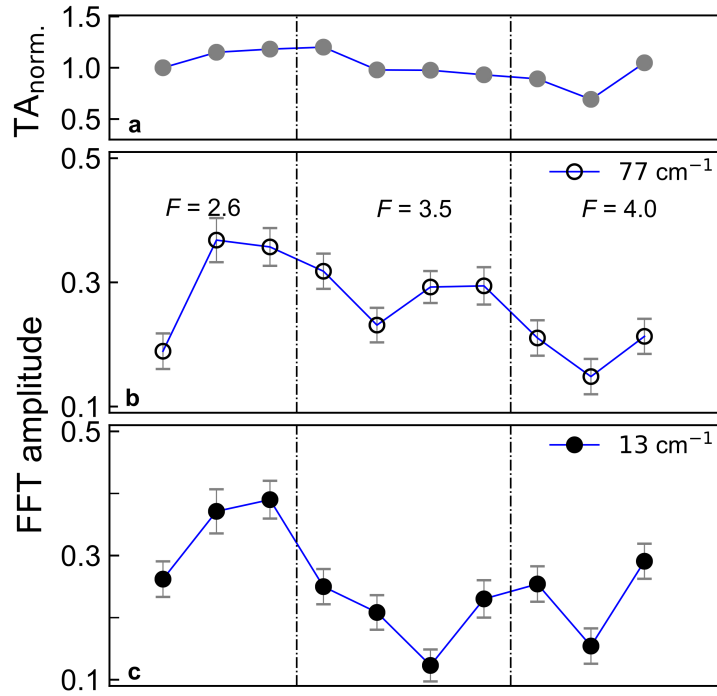 1.5
1.0
0.5
TAnorm.
a
0.5
0.3
0.1
77 cm⁻¹
F = 2.6
F = 3.5
F = 4.0
b
FFT amplitude
0.5
0.3
0.1
13 cm⁻¹
c